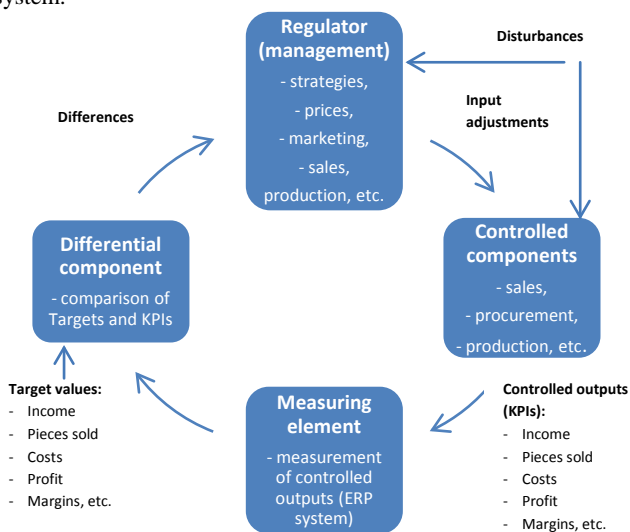 system.
Regulator
(management)
- strategies,
- prices,
- marketing,
- sales,
production, etc.
Disturbances
Differences
Input
adjustments
Differential
component
- comparison of
Targets and KPIs
Controlled
components
- sales,
- procurement,
- production, etc.
Target values:
- Income
- Pieces sold
- Costs
- Profit
- Margins, etc.
Measuring
element
- measurement
of controlled
outputs (ERP
system)
Controlled outputs
(KPIs):
- Income
- Pieces sold
- Costs
- Profit
- Margins, etc.